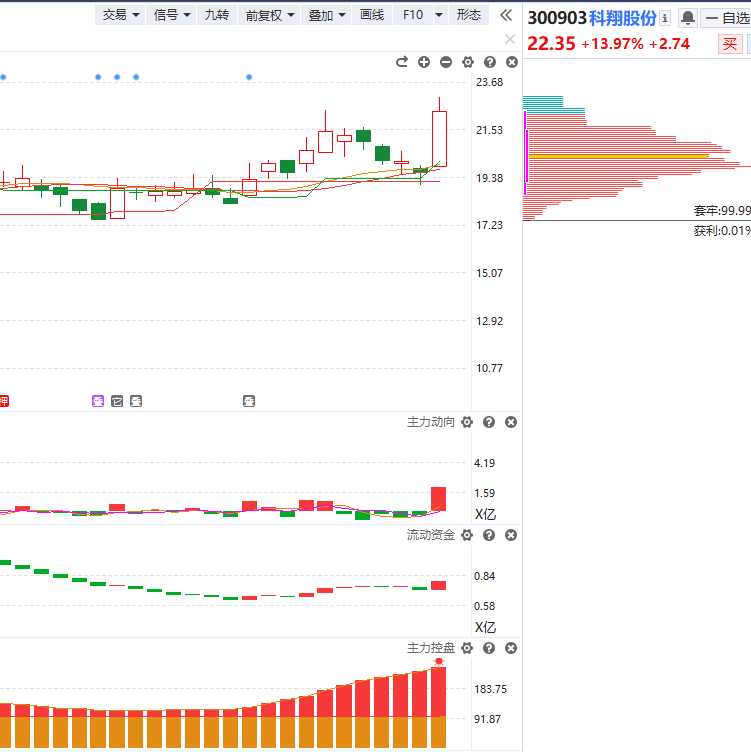 交易 信号 九转 前复权 叠加 画线 F10 形态
300903 科翔股份 自选
22.35 +13.97% +2.74 买
23.68
21.53
19.38
17.23
15.07
12.92
10.77
套牢:99.99
获利:0.01%
主力动向
4.19
1.59
X亿
流动资金
0.84
0.58
X亿
主力控盘
183.75
91.87